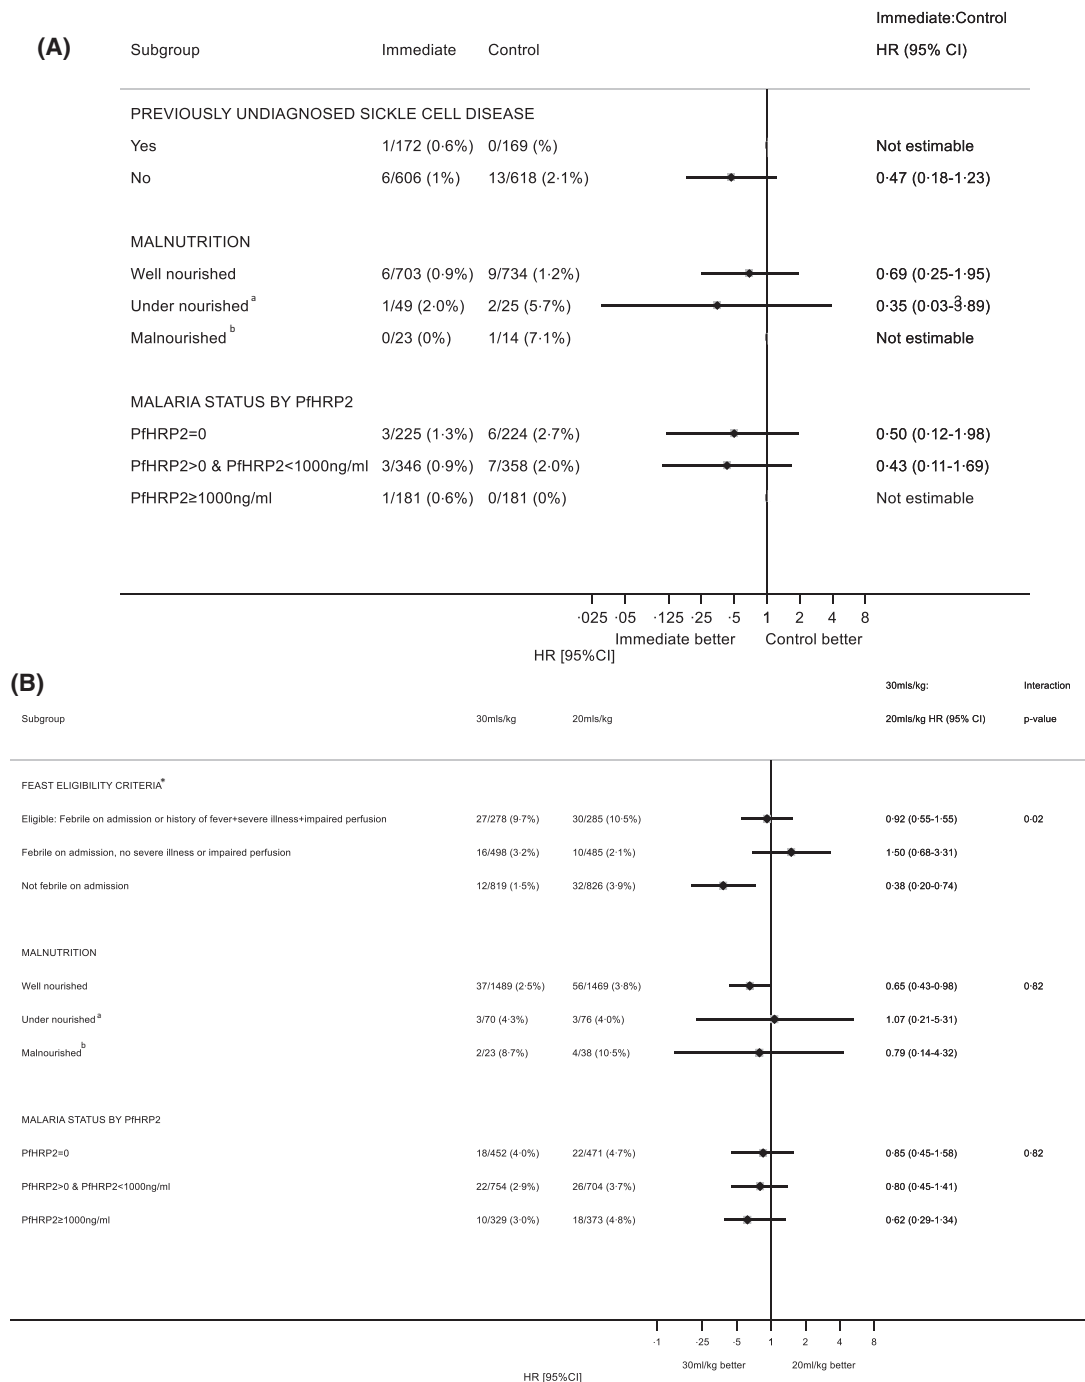 Immediate:Control
(A) Subgroup Immediate Control HR (95% CI)
PREVIOUSLY UNDIAGNOSED SICKLE CELL DISEASE
Yes 1/172 (0·6%) 0/169 (%) Not estimable
No 6/606 (1%) 13/618 (2·1%) 0·47 (0·18-1·23)
MALNUTRITION
Well nourished 6/703 (0·9%) 9/734 (1·2%) 0·69 (0·25-1·95)
Under nourished a 1/49 (2·0%) 2/25 (5·7%) 0·35 (0·03-3·89)
Malnourished b 0/23 (0%) 1/14 (7·1%) Not estimable
MALARIA STATUS BY PfHRP2
PfHRP2=0 3/225 (1·3%) 6/224 (2·7%) 0·50 (0·12-1·98)
PfHRP2>0 & PfHRP2<1000ng/ml 3/346 (0·9%) 7/358 (2·0%) 0·43 (0·11-1·69)
PfHRP2≥1000ng/ml 1/181 (0·6%) 0/181 (0%) Not estimable
·025 ·05 ·125 ·25 ·5 1 2 4 8
Immediate better Control better
HR [95%CI]
(B) 30mls/kg: Interaction
Subgroup 30mls/kg 20mls/kg 20mls/kg HR (95% CI) p-value
FEAST ELIGIBILITY CRITERIA*
Eligible: Febrile on admission or history of fever+severe illness+impaired perfusion 27/278 (9·7%) 30/285 (10·5%) 0·92 (0·55-1·55) 0·02
Febrile on admission, no severe illness or impaired perfusion 16/498 (3·2%) 10/485 (2·1%) 1·50 (0·68-3·31)
Not febrile on admission 12/819 (1·5%) 32/826 (3·9%) 0·38 (0·20-0·74)
MALNUTRITION
Well nourished 37/1489 (2·5%) 56/1469 (3·8%) 0·65 (0·43-0·98) 0·82
Under nourished a 3/70 (4·3%) 3/76 (4·0%) 1·07 (0·21-5·31)
Malnourished b 2/23 (8·7%) 4/38 (10·5%) 0·79 (0·14-4·32)
MALARIA STATUS BY PfHRP2
PfHRP2=0 18/452 (4·0%) 22/471 (4·7%) 0·85 (0·45-1·58) 0·82
PfHRP2>0 & PfHRP2<1000ng/ml 22/754 (2·9%) 26/704 (3·7%) 0·80 (0·45-1·41)
PfHRP2≥1000ng/ml 10/329 (3·0%) 18/373 (4·8%) 0·62 (0·29-1·34)
·1 ·25 ·5 1 2 4 8
30ml/kg better 20ml/kg better
HR [95%CI]